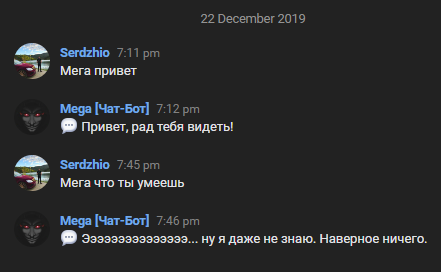 22 December 2019
Serdzhio 7:11 pm
Мега привет
Mega [Чат-Бот] 7:12 pm
💬 Привет, рад тебя видеть!
Serdzhio 7:45 pm
Мега что ты умеешь
Mega [Чат-Бот] 7:46 pm
💬 Эээээээээээээээ... ну я даже не знаю. Наверное ничего.